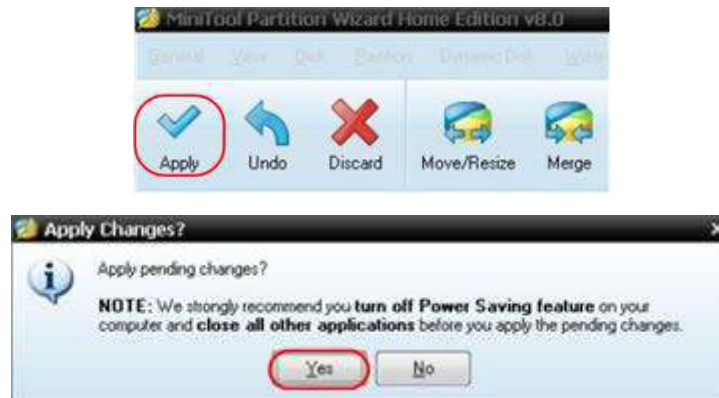 MiniTool Partition Wizard Home Edition v8.0
General View Disk Partition Dynamic Disk
Apply Undo Discard Move/Resize Merge
Apply Changes?
Apply pending changes?
NOTE: We strongly recommend you turn off Power Saving feature on your
computer and close all other applications before you apply the pending changes.
Yes No